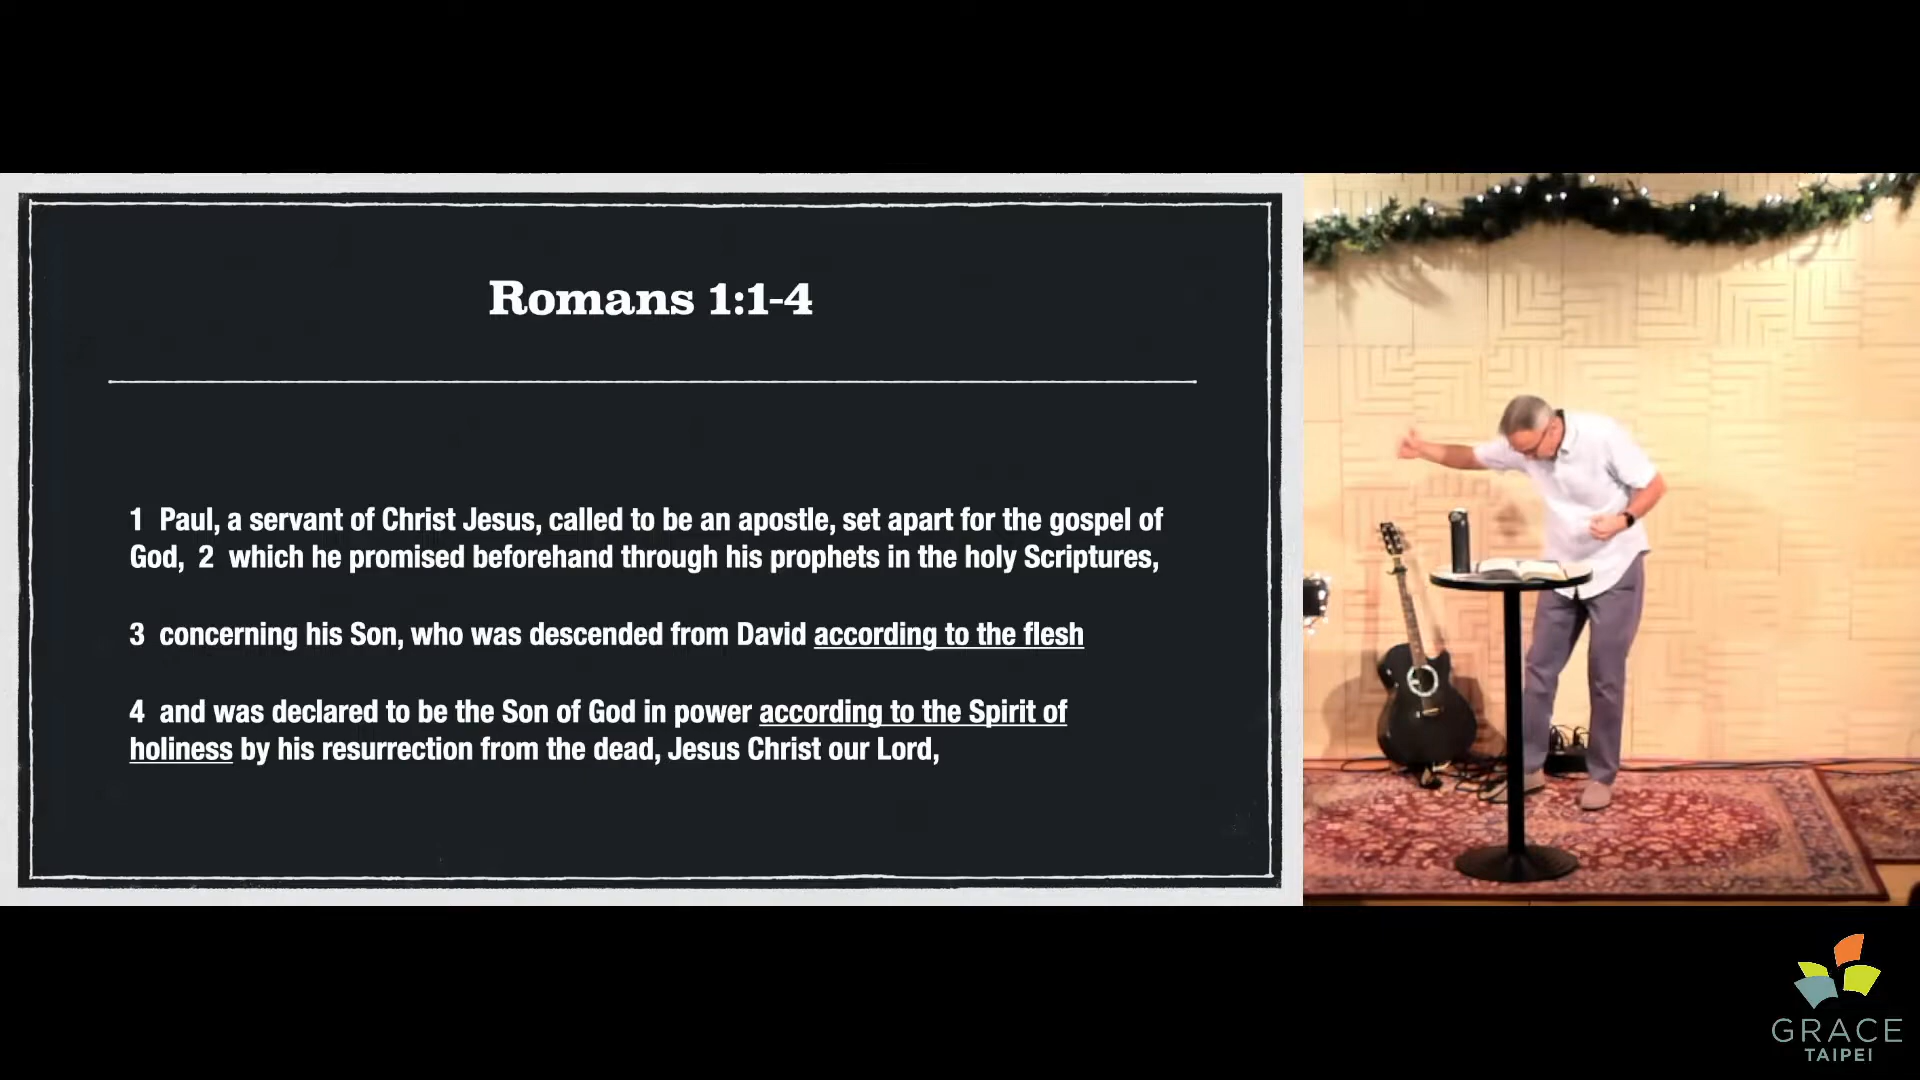 Romans 1:1-4
1 Paul, a servant of Christ Jesus, called to be an apostle, set apart for the gospel of
God, 2 which he promised beforehand through his prophets in the holy Scriptures,
3 concerning his Son, who was descended from David according to the flesh
4 and was declared to be the Son of God in power according to the Spirit of
holiness by his resurrection from the dead, Jesus Christ our Lord,
GRACE
TAIPEI